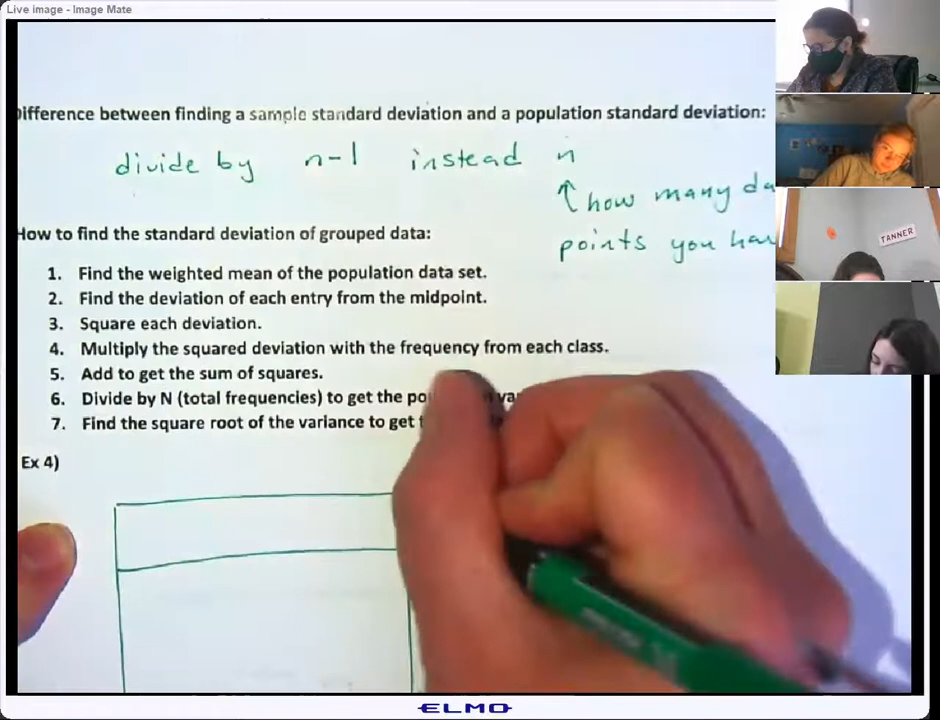 Live image - Image Mate
Difference between finding a sample standard deviation and a population standard deviation:
divide by n-1 instead n
↑ how many
points you
How to find the standard deviation of grouped data:
1. Find the weighted mean of the population data set.
2. Find the deviation of each entry from the midpoint.
3. Square each deviation.
4. Multiply the squared deviation with the frequency from each class.
5. Add to get the sum of squares.
6. Divide by N (total frequencies) to get the
7. Find the square root of the variance to get
Ex 4)
TANNER
ELMO